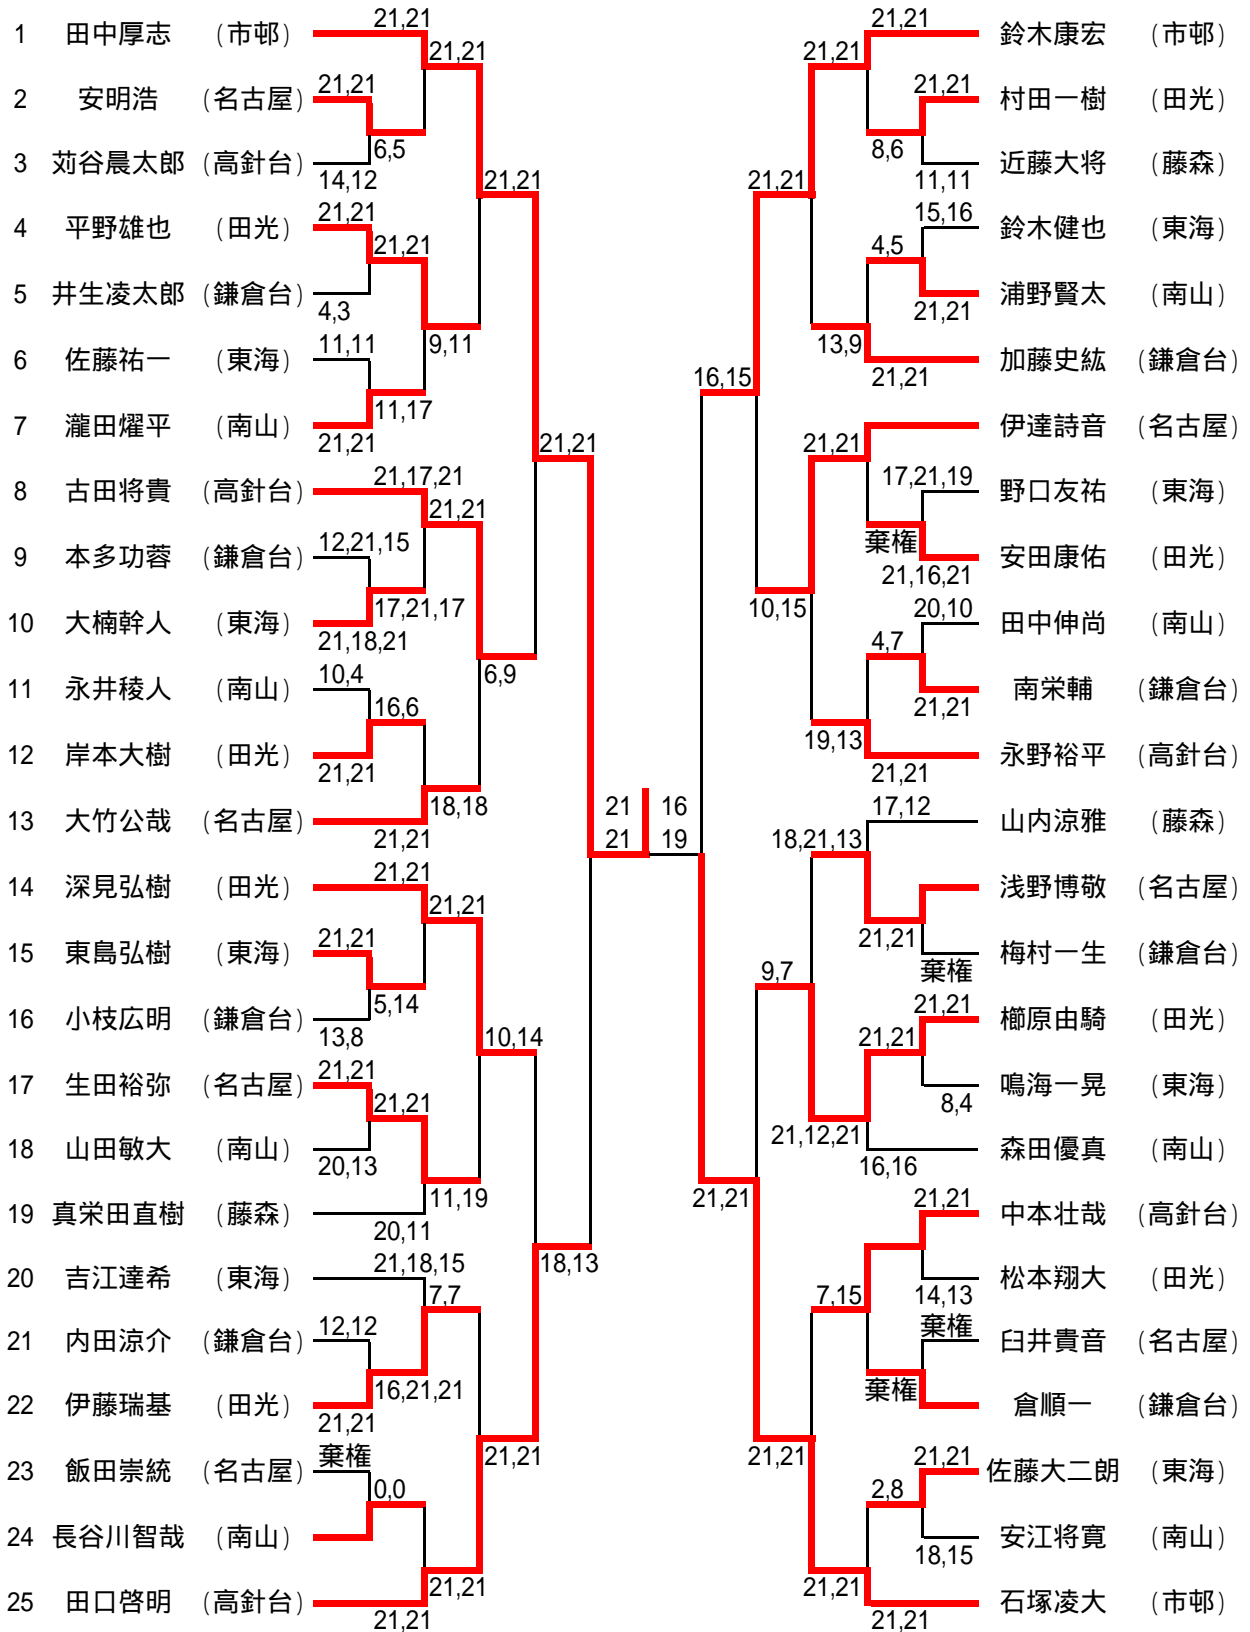 21,21 21,21
1 田中厚志 (市邨) 鈴木康宏 (市邨)
21,21 21,21
21,21 21,21
2 安明浩 (名古屋) 村田一樹 (田光)
6,5 8,6
3 苅谷晨太郎 (高針台) 近藤大将 (藤森)
14,12 21,21 21,21 11,11
21,21 15,16
4 平野雄也 (田光) 鈴木健也 (東海)
21,21 4,5
5 井生凌太郎 (鎌倉台) 浦野賢太 (南山)
4,3 21,21
11,11 9,11 13,9
6 佐藤祐一 (東海) 加藤史紘 (鎌倉台)
16,15 21,21
11,17
7 瀧田燿平 (南山) 伊達詩音 (名古屋)
21,21 21,21 21,21
21,17,21 17,21,19
8 古田将貴 (高針台) 野口友祐 (東海)
21,21
12,21,15 棄権
9 本多功蓉 (鎌倉台) 安田康佑 (田光)
21,16,21
17,21,17 10,15 20,10
10 大楠幹人 (東海) 田中伸尚 (南山)
21,18,21 4,7
10,4 6,9
11 永井稜人 (南山) 南栄輔 (鎌倉台)
16,6 21,21
19,13
12 岸本大樹 (田光) 永野裕平 (高針台)
21,21 21,21
18,18 21 16 17,12
13 大竹公哉 (名古屋) 山内涼雅 (藤森)
21,21 21 19 18,21,13
21,21
14 深見弘樹 (田光) 浅野博敬 (名古屋)
21,21
21,21 21,21
15 東島弘樹 (東海) 梅村一生 (鎌倉台)
9,7 棄権
5,14 21,21
16 小枝広明 (鎌倉台) 櫛原由騎 (田光)
13,8 10,14 21,21
21,21
17 生田裕弥 (名古屋) 鳴海一晃 (東海)
21,21 8,4
21,12,21
18 山田敏大 (南山) 森田優真 (南山)
20,13 16,16
11,19 21,21 21,21
19 真栄田直樹 (藤森) 中本壮哉 (高針台)
20,11
21,18,15 18,13
20 吉江達希 (東海) 松本翔大 (田光)
7,7 7,15 14,13
12,12 棄権
21 内田涼介 (鎌倉台) 臼井貴音 (名古屋)
16,21,21 棄権
22 伊藤瑞基 (田光) 倉順一 (鎌倉台)
21,21
棄権 21,21 21,21 21,21
23 飯田崇統 (名古屋) 佐藤大二朗 (東海)
0,0 2,8
24 長谷川智哉 (南山) 安江将寛 (南山)
18,15
21,21 21,21
25 田口啓明 (高針台) 石塚凌大 (市邨)
21,21 21,21